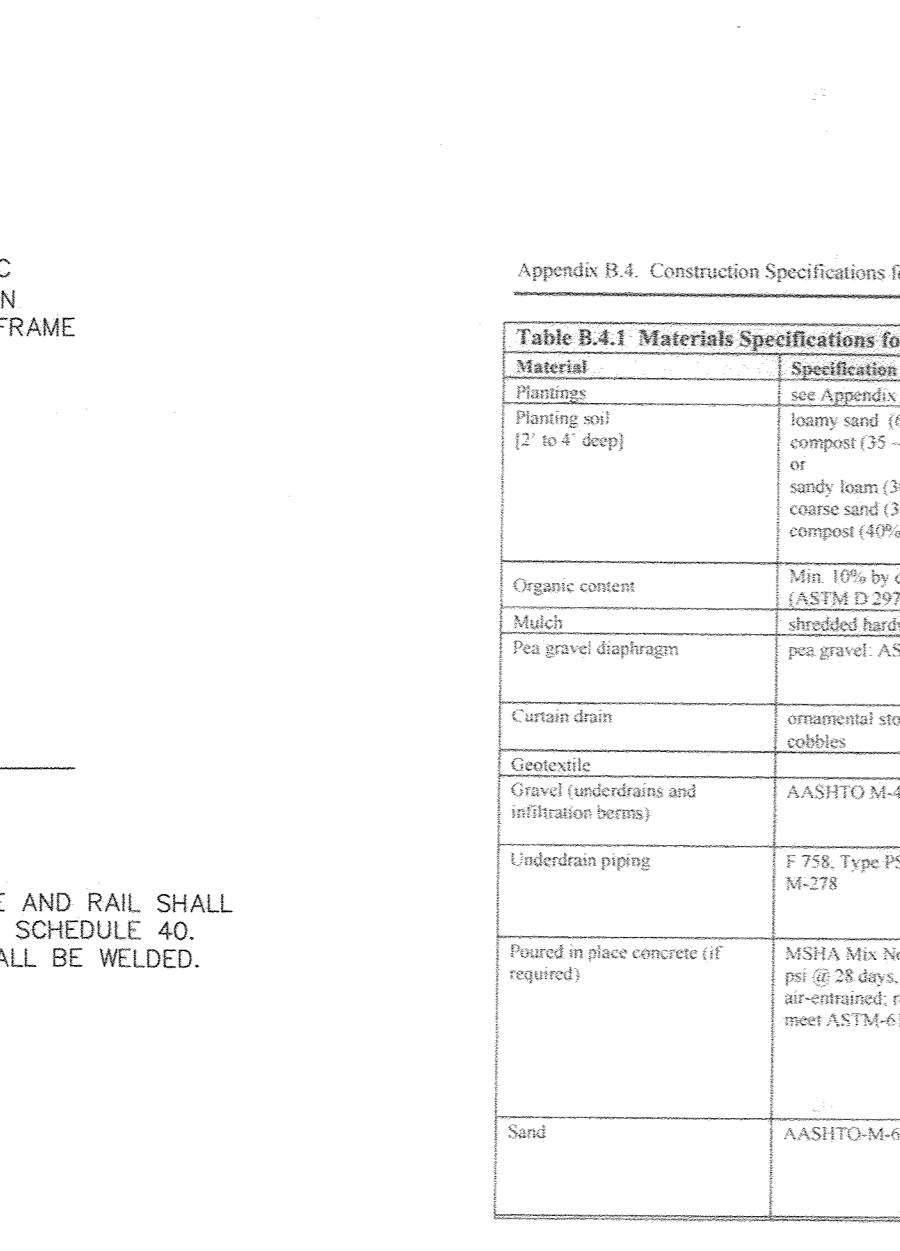 C
N
FRAME
E AND RAIL SHALL
SCHEDULE 40.
ALL BE WELDED.
Appendix B.4. Construction Specifications f
Table B.4.1 Materials Specifications fo
Material Specification
Plantings see Appendix
Planting soil loamy sand (6
[2' to 4' deep] compost (35 –
or
sandy loam (3
coarse sand (3
compost (40%
Organic content Min. 10% by d
(ASTM D 297
Mulch shredded hardw
Pea gravel diaphragm pea gravel: AS
Curtain drain ornamental sto
cobbles
Geotextile
Gravel (underdrains and AASHTO M-4
infiltration berms)
Underdrain piping F 758, Type PS
M-278
Poured in place concrete (if MSHA Mix No
required) psi @ 28 days,
air-entrained; r
meet ASTM-61
Sand AASHTO-M-6